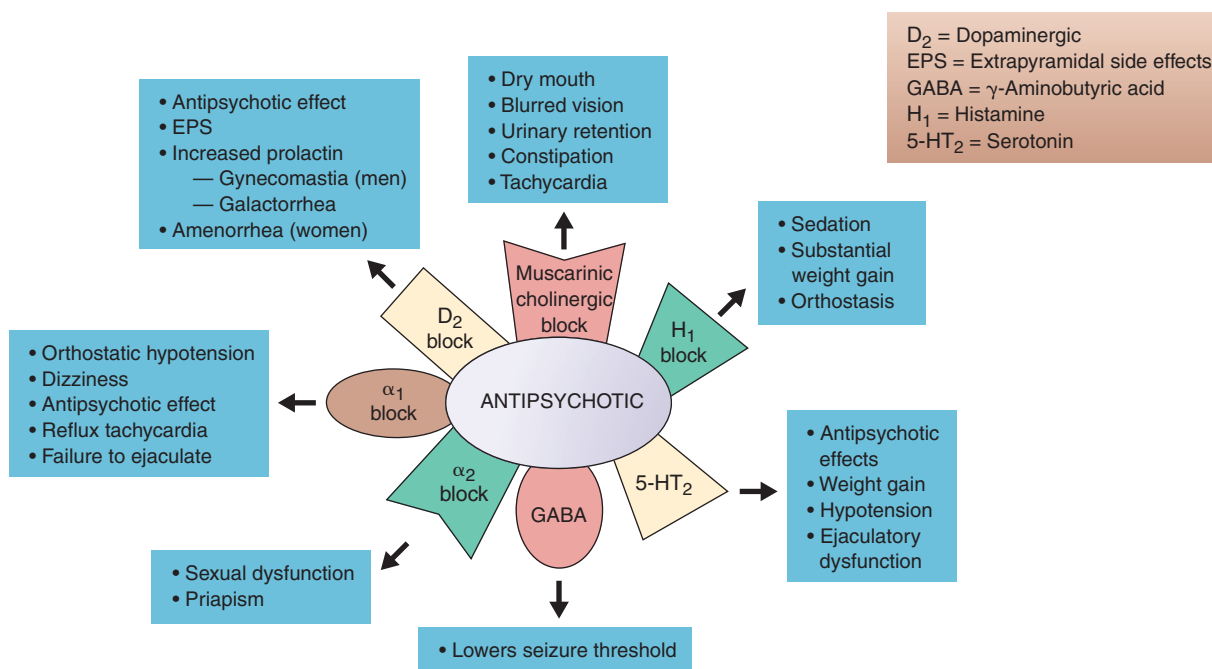 D2 = Dopaminergic
EPS = Extrapyramidal side effects
GABA = γ-Aminobutyric acid
H1 = Histamine
5-HT2 = Serotonin
• Antipsychotic effect
• EPS
• Increased prolactin
— Gynecomastia (men)
— Galactorrhea
• Amenorrhea (women)
• Dry mouth
• Blurred vision
• Urinary retention
• Constipation
• Tachycardia
• Sedation
• Substantial
weight gain
• Orthostasis
D2
block
Muscarinic
cholinergic
block
H1
block
• Orthostatic hypotension
• Dizziness
• Antipsychotic effect
• Reflux tachycardia
• Failure to ejaculate
α1
block
ANTIPSYCHOTIC
α2
block
GABA
5-HT2
• Antipsychotic
effects
• Weight gain
• Hypotension
• Ejaculatory
dysfunction
• Sexual dysfunction
• Priapism
• Lowers seizure threshold